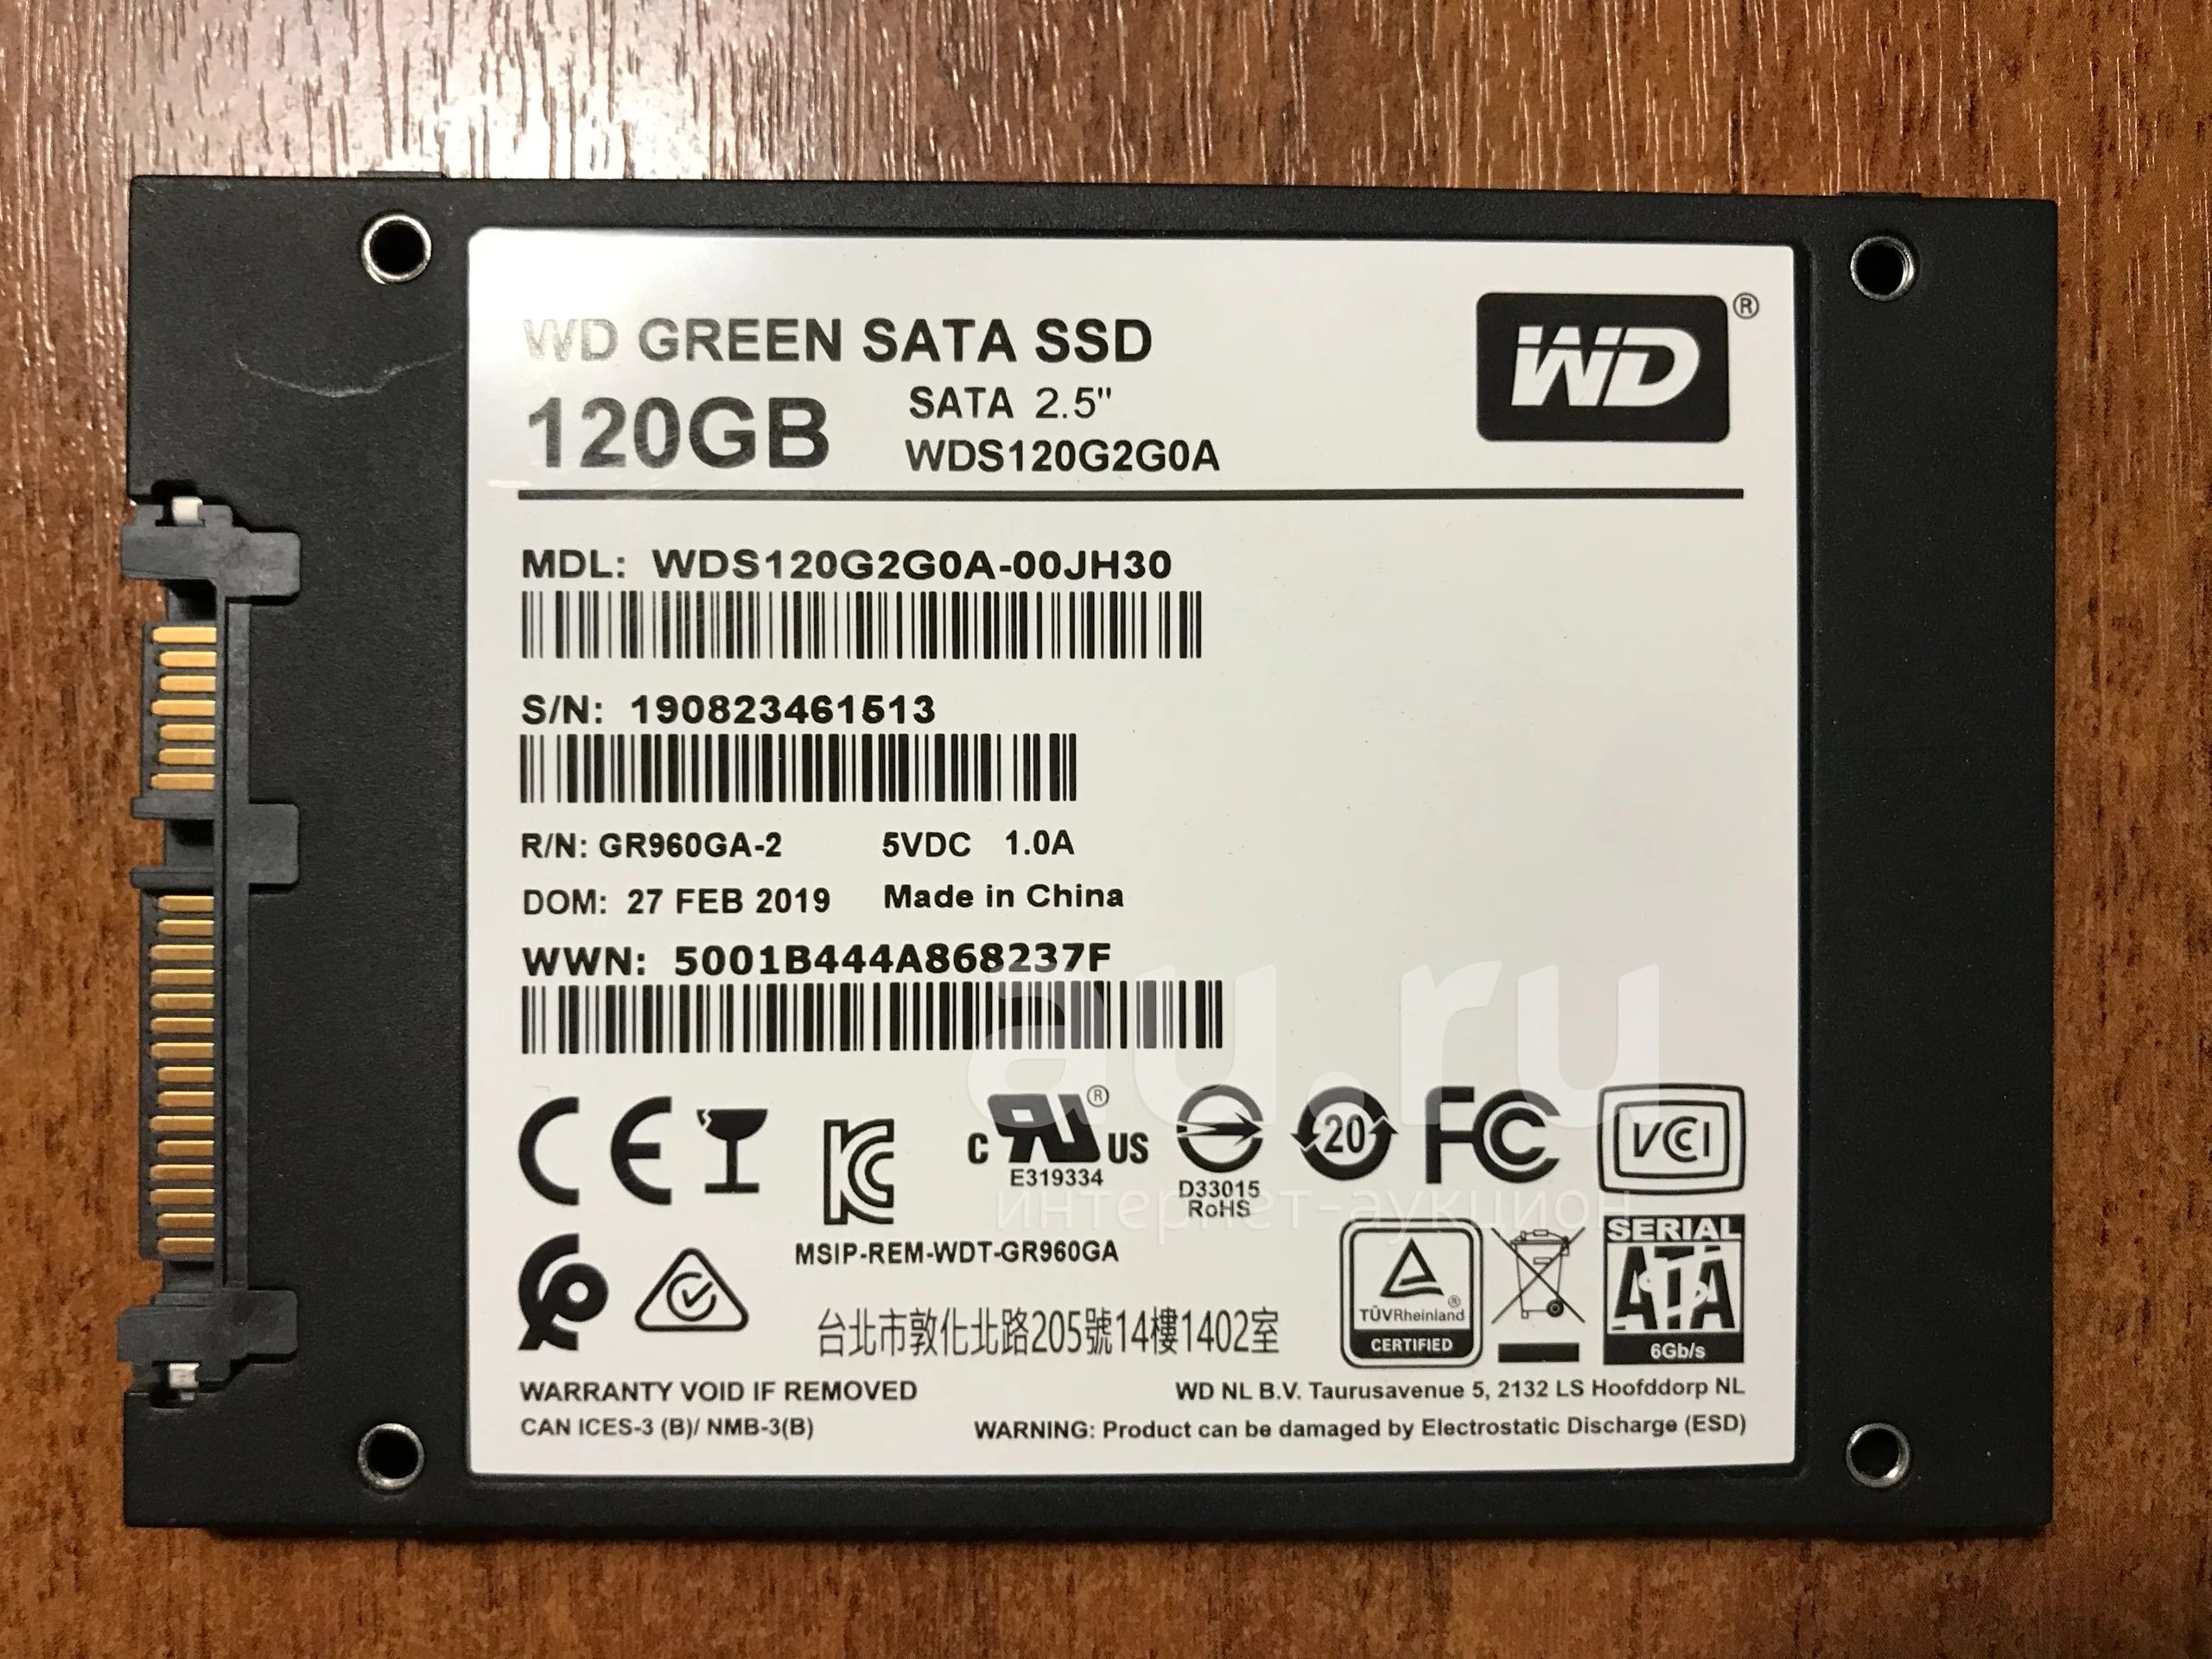 WD GREEN SATA SSD
WD®
120GB
SATA 2.5"
WDS120G2G0A
MDL: WDS120G2G0A-00JH30
S/N: 190823461513
R/N: GR960GA-2 5VDC 1.0A
DOM: 27 FEB 2019 Made in China
WWN: 5001B444A868237F
au.ru
интернет-аукцион
CE
KC
C RU® US
E319334
D33015
RoHS
20
FC
VCI
MSIP-REM-WDT-GR960GA
TÜVRheinland®
CERTIFIED
SERIAL
ATA
6Gb/s
台北市敦化北路205號14樓1402室
WARRANTY VOID IF REMOVED
WD NL B.V. Taurusavenue 5, 2132 LS Hoofddorp NL
CAN ICES-3 (B)/ NMB-3(B)
WARNING: Product can be damaged by Electrostatic Discharge (ESD)